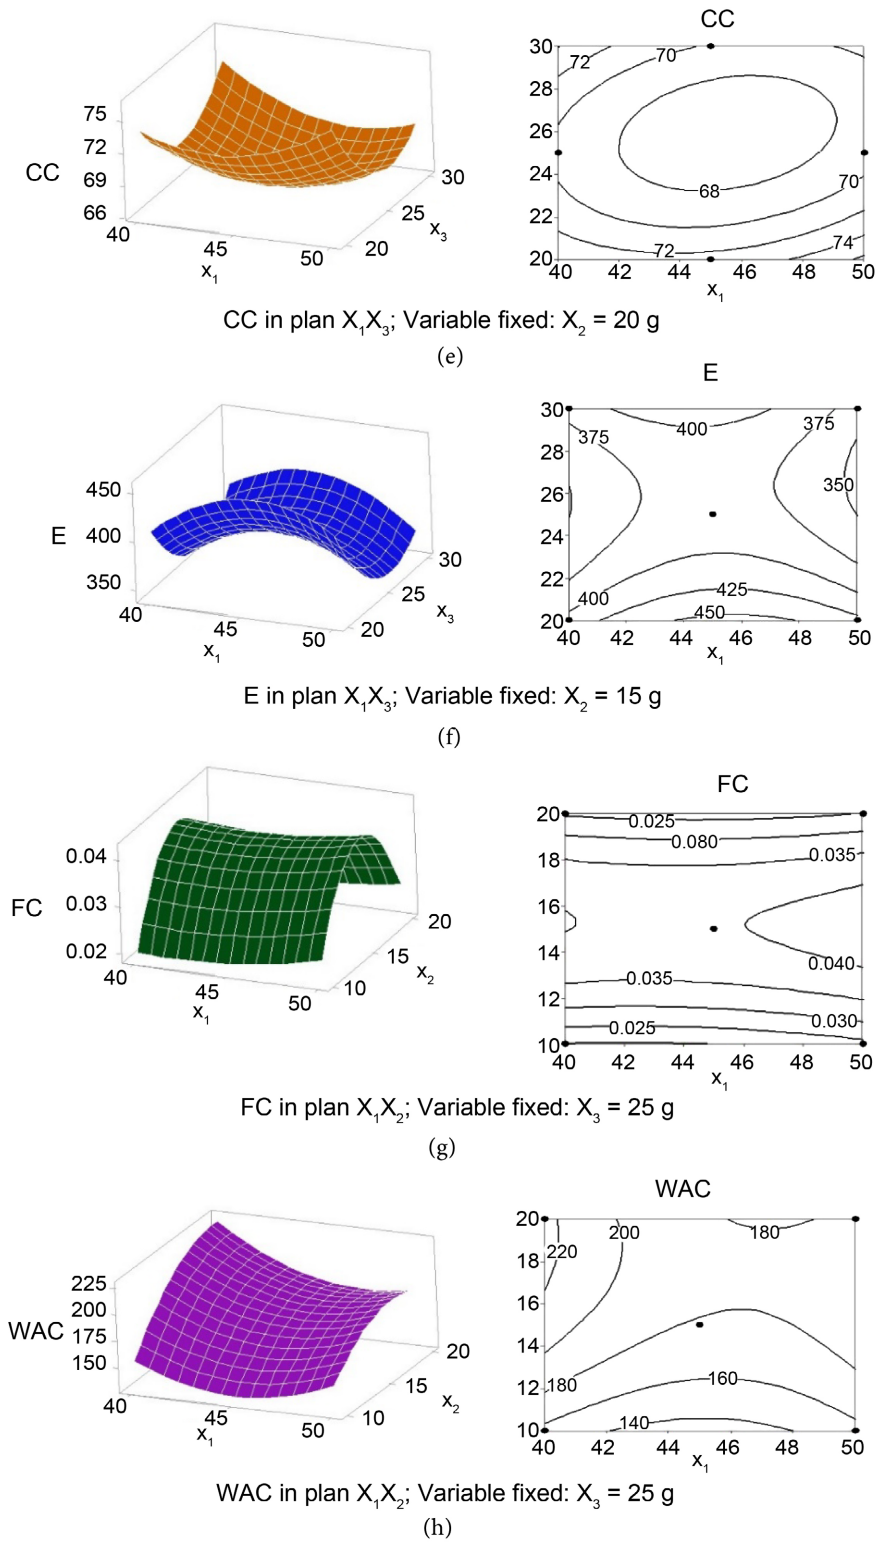 CC
75
72
69
66
CC
40
45
50
x1
20
25
30
x3
CC
30
28
26
24
22
20
72
70
68
70
72
74
40 42 44 46 48 50
x1
CC in plan X1X3; Variable fixed: X2 = 20 g
(e)
E
450
400
350
E
40
45
50
x1
20
25
30
x3
30
28
26
24
22
20
375
400
375
350
400
425
450
40 42 44 46 48 50
x1
E in plan X1X3; Variable fixed: X2 = 15 g
(f)
FC
0.04
0.03
0.02
FC
40
45
50
x1
10
15
20
x2
20
18
16
14
12
10
0.025
0.080
0.035
0.040
0.035
0.030
0.025
40 42 44 46 48 50
x1
FC in plan X1X2; Variable fixed: X3 = 25 g
(g)
WAC
225
200
175
150
WAC
40
45
50
x1
10
15
20
x2
20
18
16
14
12
10
220
200
180
180
160
140
40 42 44 46 48 50
x1
WAC in plan X1X2; Variable fixed: X3 = 25 g
(h)